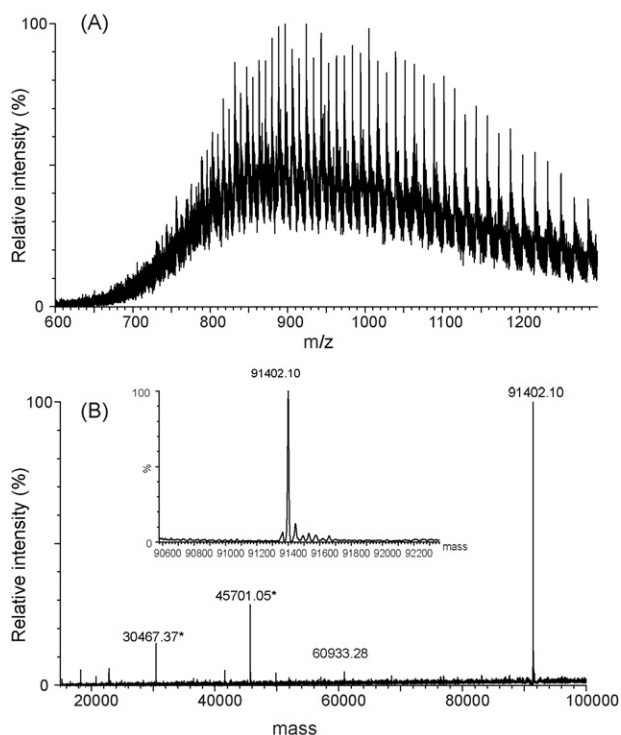 (A)
Relative intensity (%)
100
0
600 700 800 900 1000 1100 1200
m/z
(B)
Relative intensity (%)
100
0
91402.10
100
%
0
90600 90800 91000 91200 91400 91600 91800 92000 92200
mass
91402.10
45701.05*
30467.37*
60933.28
20000 40000 60000 80000 100000
mass